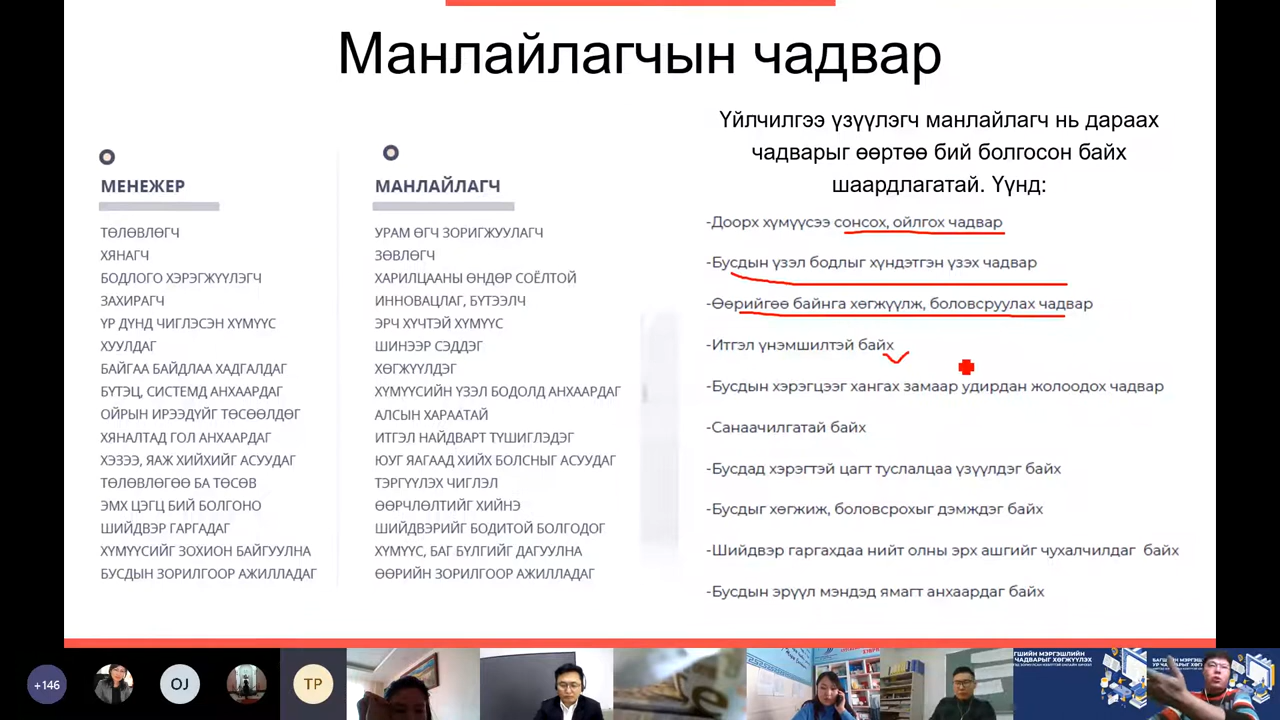 Манлайлагчын чадвар
МЕНЕЖЕР
ТӨЛӨВЛӨГЧ
ХЯНАГЧ
БОДЛОГО ХЭРЭГЖҮҮЛЭГЧ
ЗАХИРАГЧ
ҮР ДҮНД ЧИГЛЭСЭН ХҮМҮҮС
ХУУЛДАГ
БАЙГАА БАЙДЛАА ХАДГАЛДАГ
БҮТЭЦ, СИСТЕМД АНХААРДАГ
ОЙРЫН ИРЭЭДҮЙГ ТӨСӨӨЛДӨГ
ХЯНАЛТАД ГОЛ АНХААРДАГ
ХЭЗЭЭ, ЯАЖ ХИЙХИЙГ АСУУДАГ
ТӨЛӨВЛӨГӨӨ БА ТӨСӨВ
ЭМХ ЦЭГЦ БИЙ БОЛГОНО
ШИЙДВЭР ГАРГАДАГ
ХҮМҮҮСИЙГ ЗОХИОН БАЙГУУЛНА
БУСДЫН ЗОРИЛГООР АЖИЛЛАДАГ
МАНЛАЙЛАГЧ
УРАМ ӨГЧ ЗОРИГЖУУЛАГЧ
ЗӨВЛӨГЧ
ХАРИЛЦААНЫ ӨНДӨР СОЁЛТОЙ
ИННОВАЦЛАГ, БҮТЭЭЛЧ
ЭРЧ ХҮЧТЭЙ ХҮМҮҮС
ШИНЭЭР СЭДДЭГ
ХӨГЖҮҮЛДЭГ
ХҮМҮҮСИЙН ҮЗЭЛ БОДОЛД АНХААРДАГ
АЛСЫН ХАРААТАЙ
ИТГЭЛ НАЙДВАРТ ТҮШИГЛЭДЭГ
ЮУГ ЯАГААД ХИЙХ БОЛСНЫГ АСУУДАГ
ТЭРГҮҮЛЭХ ЧИГЛЭЛ
ӨӨРЧЛӨЛТИЙГ ХИЙНЭ
ШИЙДВЭРИЙГ БОДИТОЙ БОЛГОДОГ
ХҮМҮҮС, БАГ БҮЛГИЙГ ДАГУУЛНА
ӨӨРИЙН ЗОРИЛГООР АЖИЛЛАДАГ
Үйлчилгээ үзүүлэгч манлайлагч нь дараах
чадварыг өөртөө бий болгосон байх
шаардлагатай. Үүнд:
-Доорх хүмүүсээ сонсох, ойлгох чадвар
-Бусдын үзэл бодлыг хүндэтгэн үзэх чадвар
-Өөрийгөө байнга хөгжүүлж, боловсруулах чадвар
-Итгэл үнэмшилтэй байх
-Бусдын хэрэгцээг хангах замаар удирдан жолоодох чадвар
-Санаачилгатай байх
-Бусдад хэрэгтэй цагт туслалцаа үзүүлдэг байх
-Бусдыг хөгжиж, боловсрохыг дэмждэг байх
-Шийдвэр гаргахдаа нийт олны эрх ашгийг чухалчилдаг байх
-Бусдын эрүүл мэндэд ямагт анхаардаг байх
+146
OJ
TP
ГШИЙН МЭРГЭШЛИЙН
ЧАДВАРЫГ ХӨГЖҮҮЛЭХ